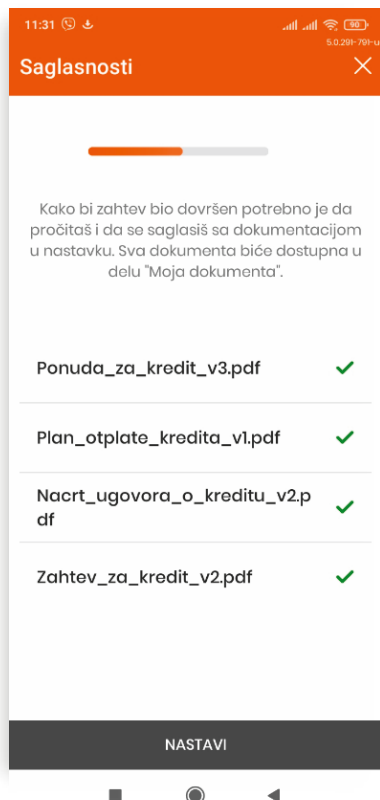 11:31
90
5.0.291-791-u
Saglasnosti
Kako bi zahtev bio dovršen potrebno je da
pročitaš i da se saglasiš sa dokumentacijom
u nastavku. Sva dokumenta biće dostupna u
delu "Moja dokumenta".
Ponuda_za_kredit_v3.pdf
Plan_otplate_kredita_v1.pdf
Nacrt_ugovora_o_kreditu_v2.p
df
Zahtev_za_kredit_v2.pdf
NASTAVI